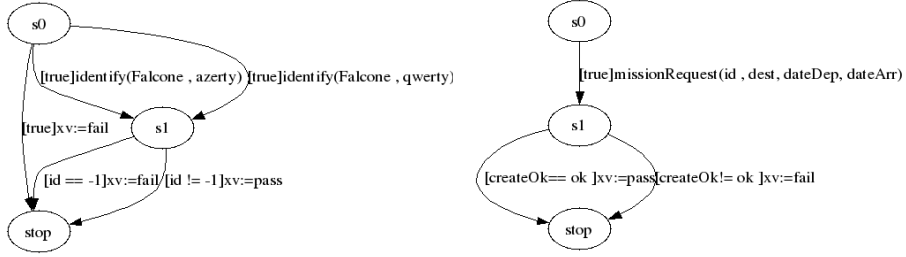 s0
[true]identify(Falcone , azerty)
[true]identify(Falcone , qwerty)
s1
[true]xv:=fail
[id == -1]xv:=fail
[id != -1]xv:=pass
stop
s0
[true]missionRequest(id , dest, dateDep, dateArr)
s1
[createOk== ok ]xv:=pass
[createOk!= ok ]xv:=fail
stop